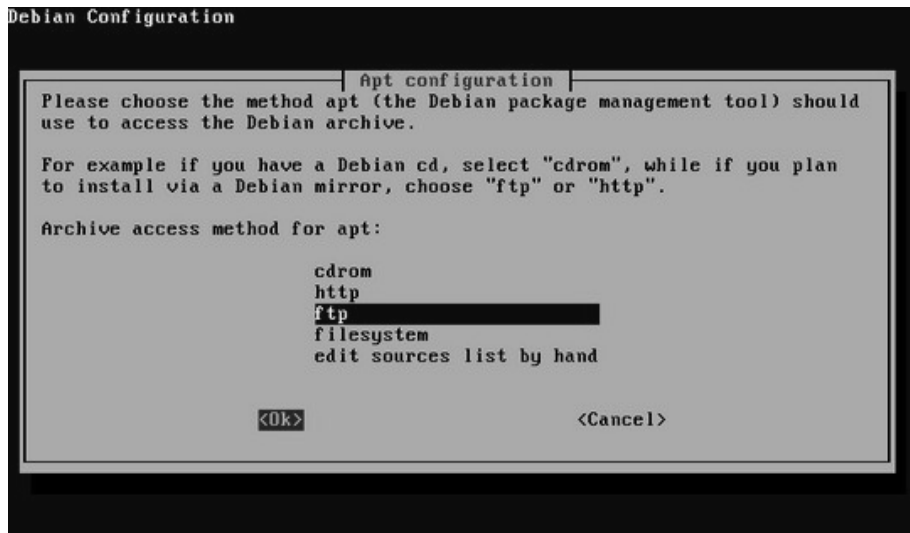 Debian Configuration
Apt configuration
Please choose the method apt (the Debian package management tool) should
use to access the Debian archive.
For example if you have a Debian cd, select "cdrom", while if you plan
to install via a Debian mirror, choose "ftp" or "http".
Archive access method for apt:
cdrom
http
ftp
filesystem
edit sources list by hand
<Ok> <Cancel>